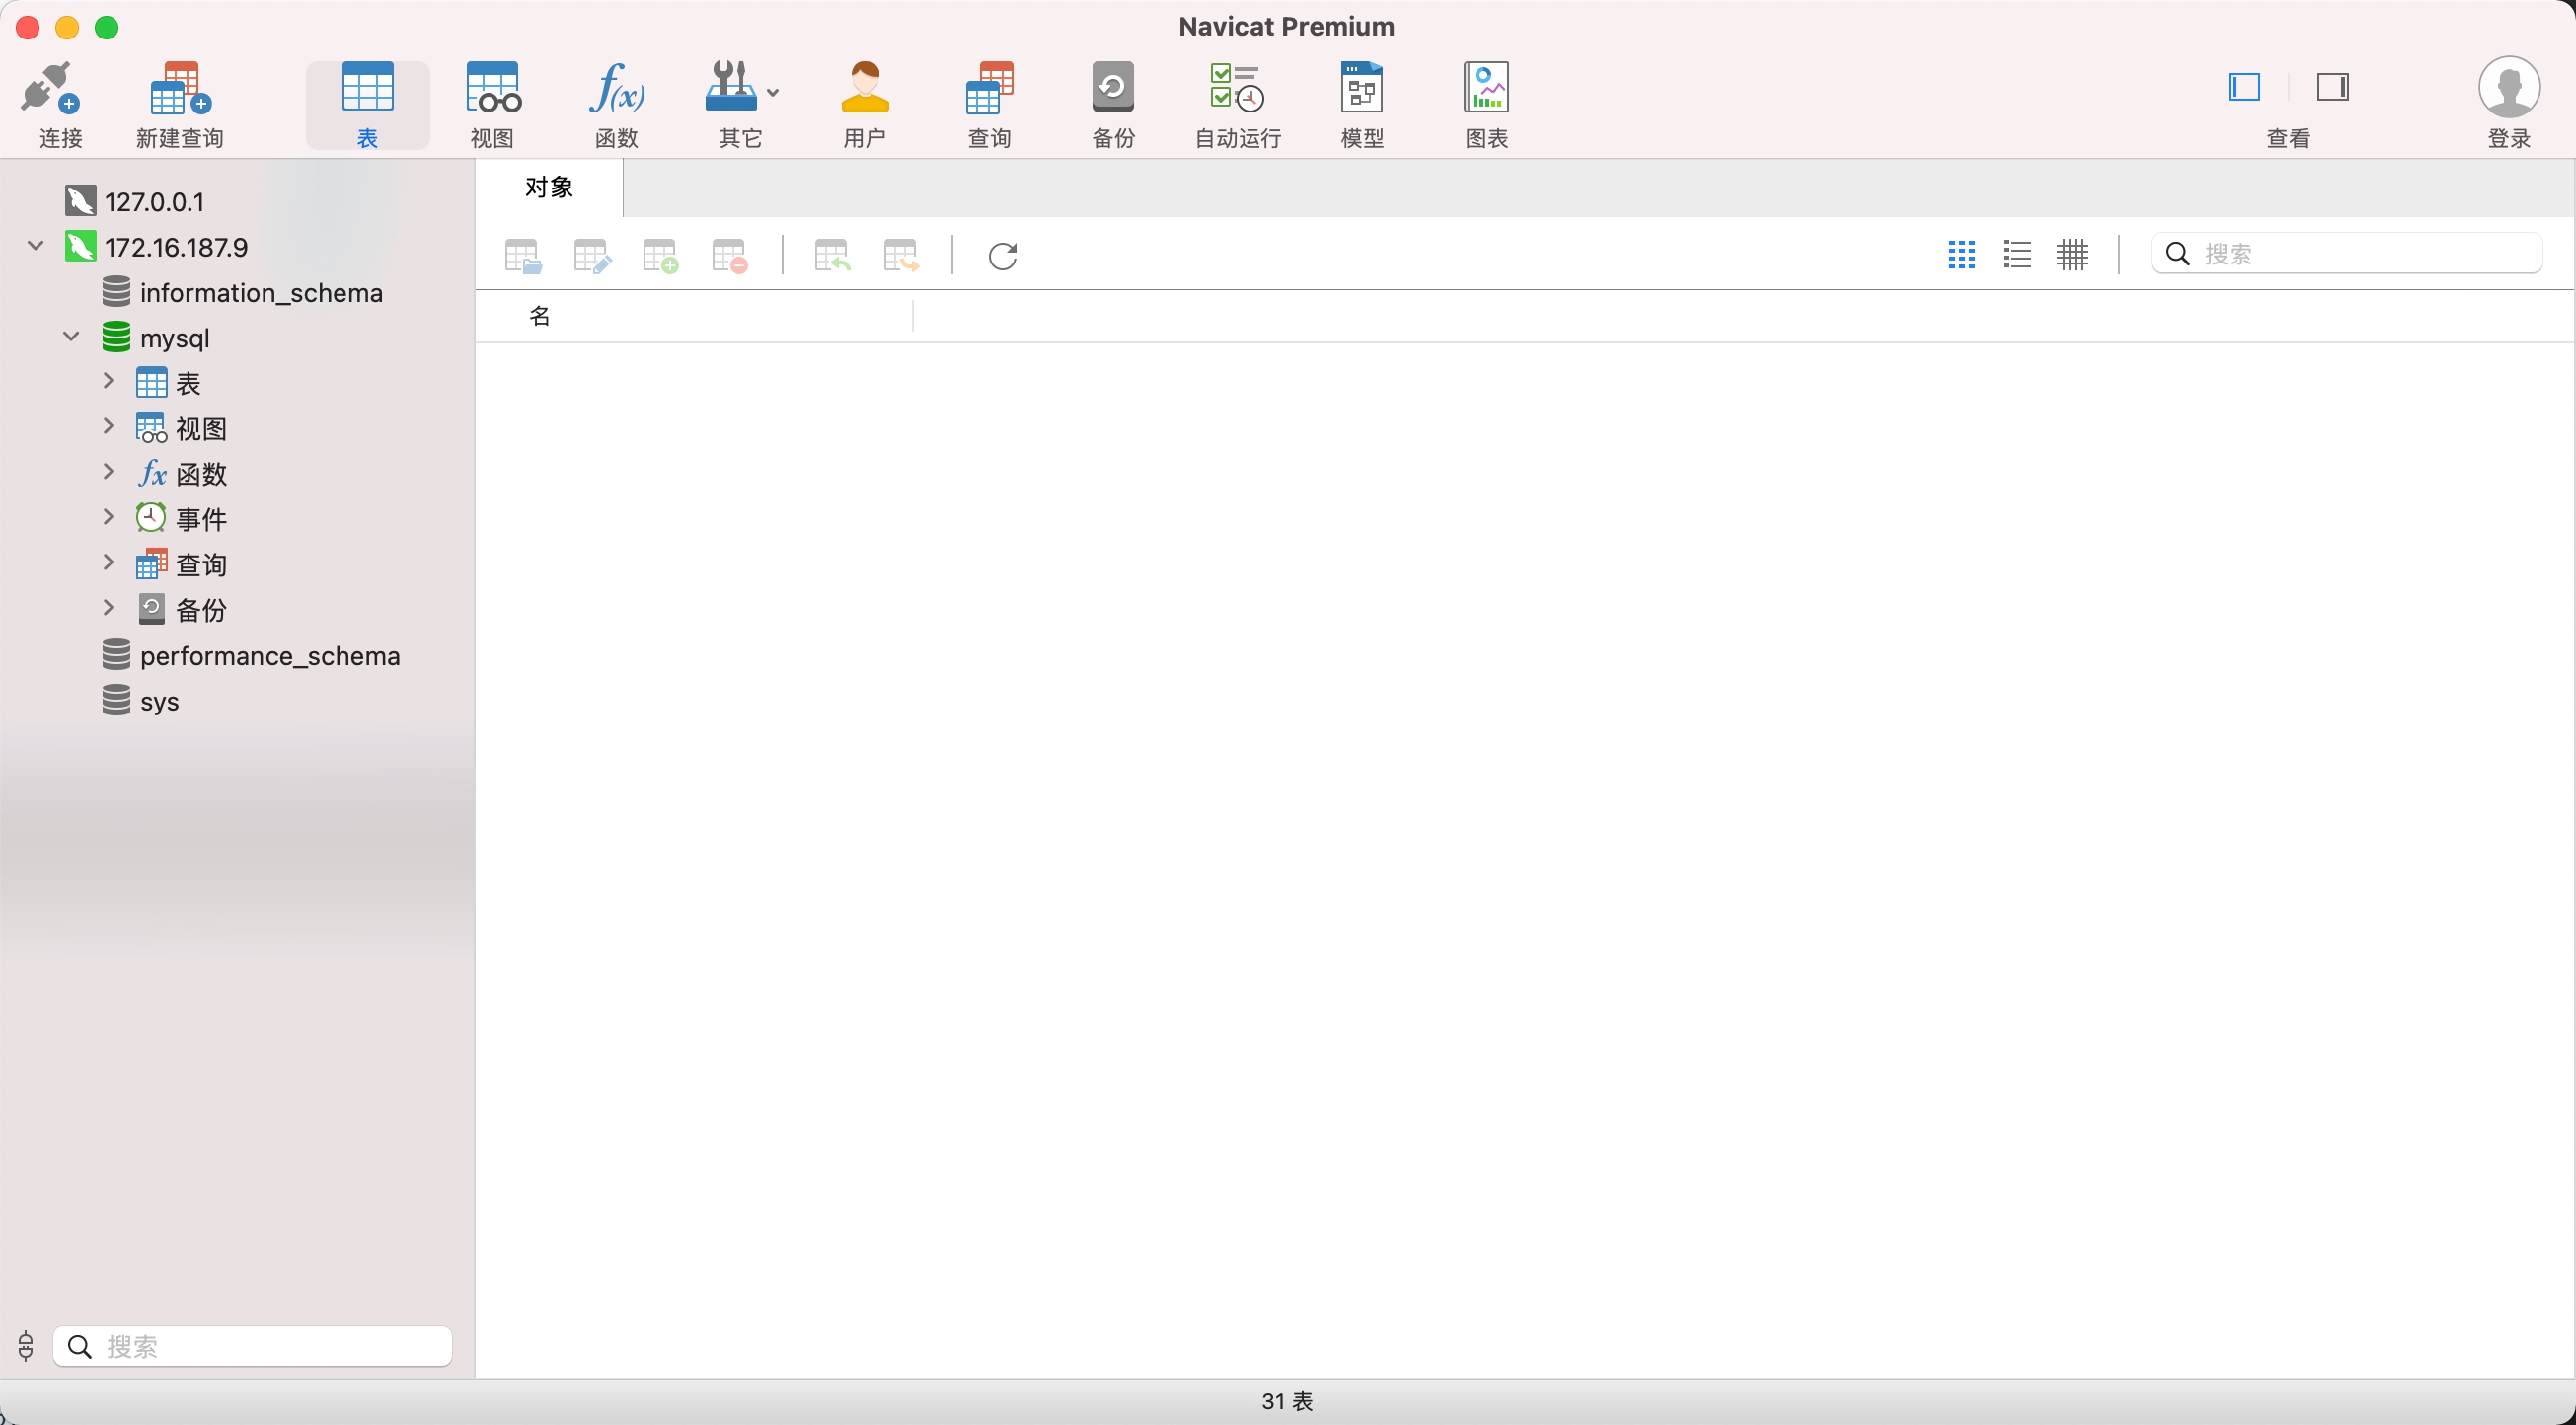 Navicat Premium
连接
新建查询
表
视图
函数
其它
用户
查询
备份
自动运行
模型
图表
查看
登录
127.0.0.1
172.16.187.9
information_schema
mysql
表
视图
函数
事件
查询
备份
performance_schema
sys
搜索
对象
搜索
名
31 表